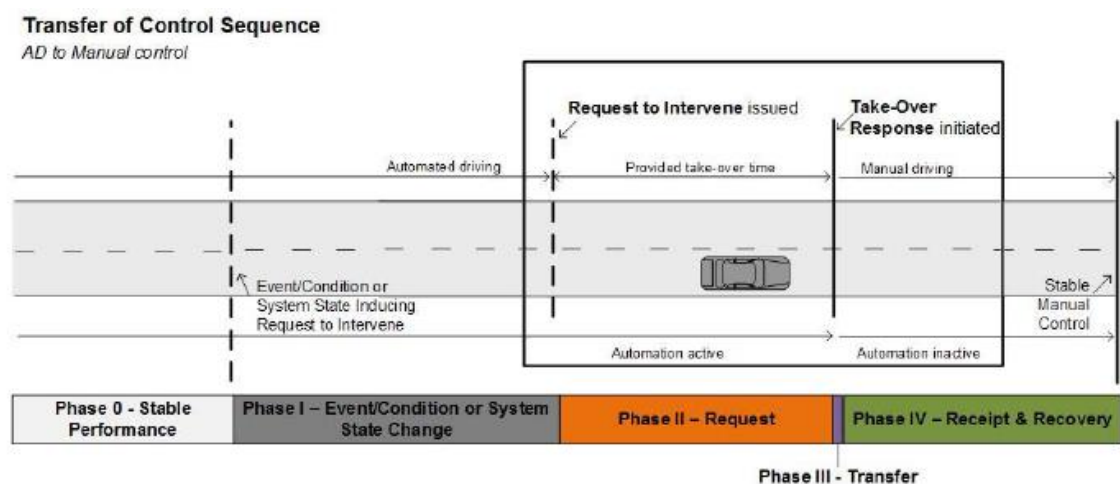 Transfer of Control Sequence
AD to Manual control
Request to Intervene issued
Take-Over
Response initiated
Automated driving
Provided take-over time
Manual driving
Event/Condition or
System State Inducing
Request to Intervene
Stable
Manual
Control
Automation active
Automation inactive
Phase 0 - Stable
Performance
Phase I – Event/Condition or System
State Change
Phase II – Request
Phase IV – Receipt & Recovery
Phase III - Transfer